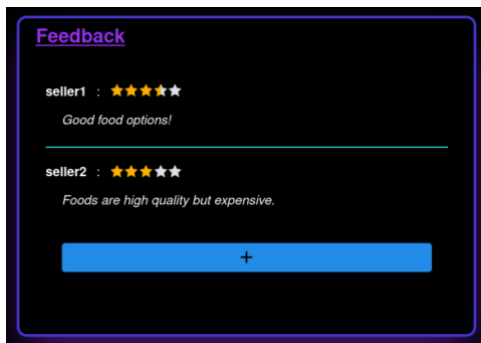 Feedback
seller1 :
Good food options!
seller2 :
Foods are high quality but expensive.
+